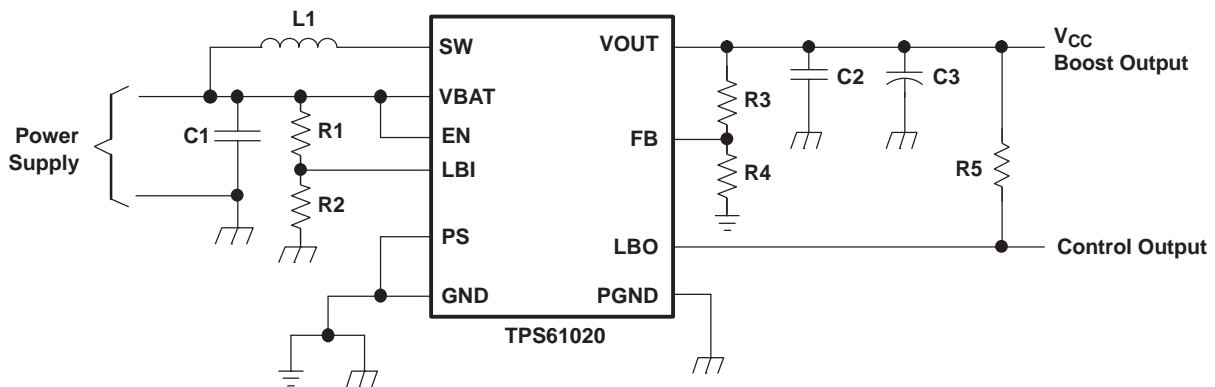 L1
SW
VOUT
VCC
Boost Output
VBAT
C2
C3
R3
Power
Supply
C1
R1
EN
FB
LBI
R4
R5
R2
PS
LBO
Control Output
GND
PGND
TPS61020